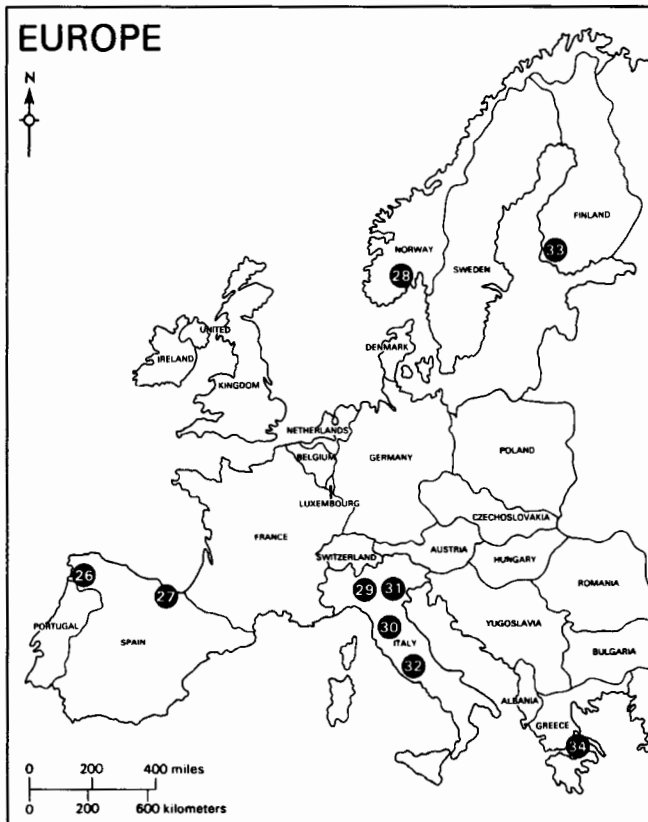 EUROPE
N
FINLAND
33
NORWAY
28
SWEDEN
DENMARK
UNITED
IRELAND
KINGDOM
NETHERLANDS
BELGIUM
GERMANY
POLAND
LUXEMBOURG
CZECHOSLOVAKIA
FRANCE
SWITZERLAND
AUSTRIA
HUNGARY
ROMANIA
26
27
29
31
PORTUGAL
SPAIN
30
ITALY
32
YUGOSLAVIA
BULGARIA
ALBANIA
GREECE
34
0 200 400 miles
0 200 600 kilometers